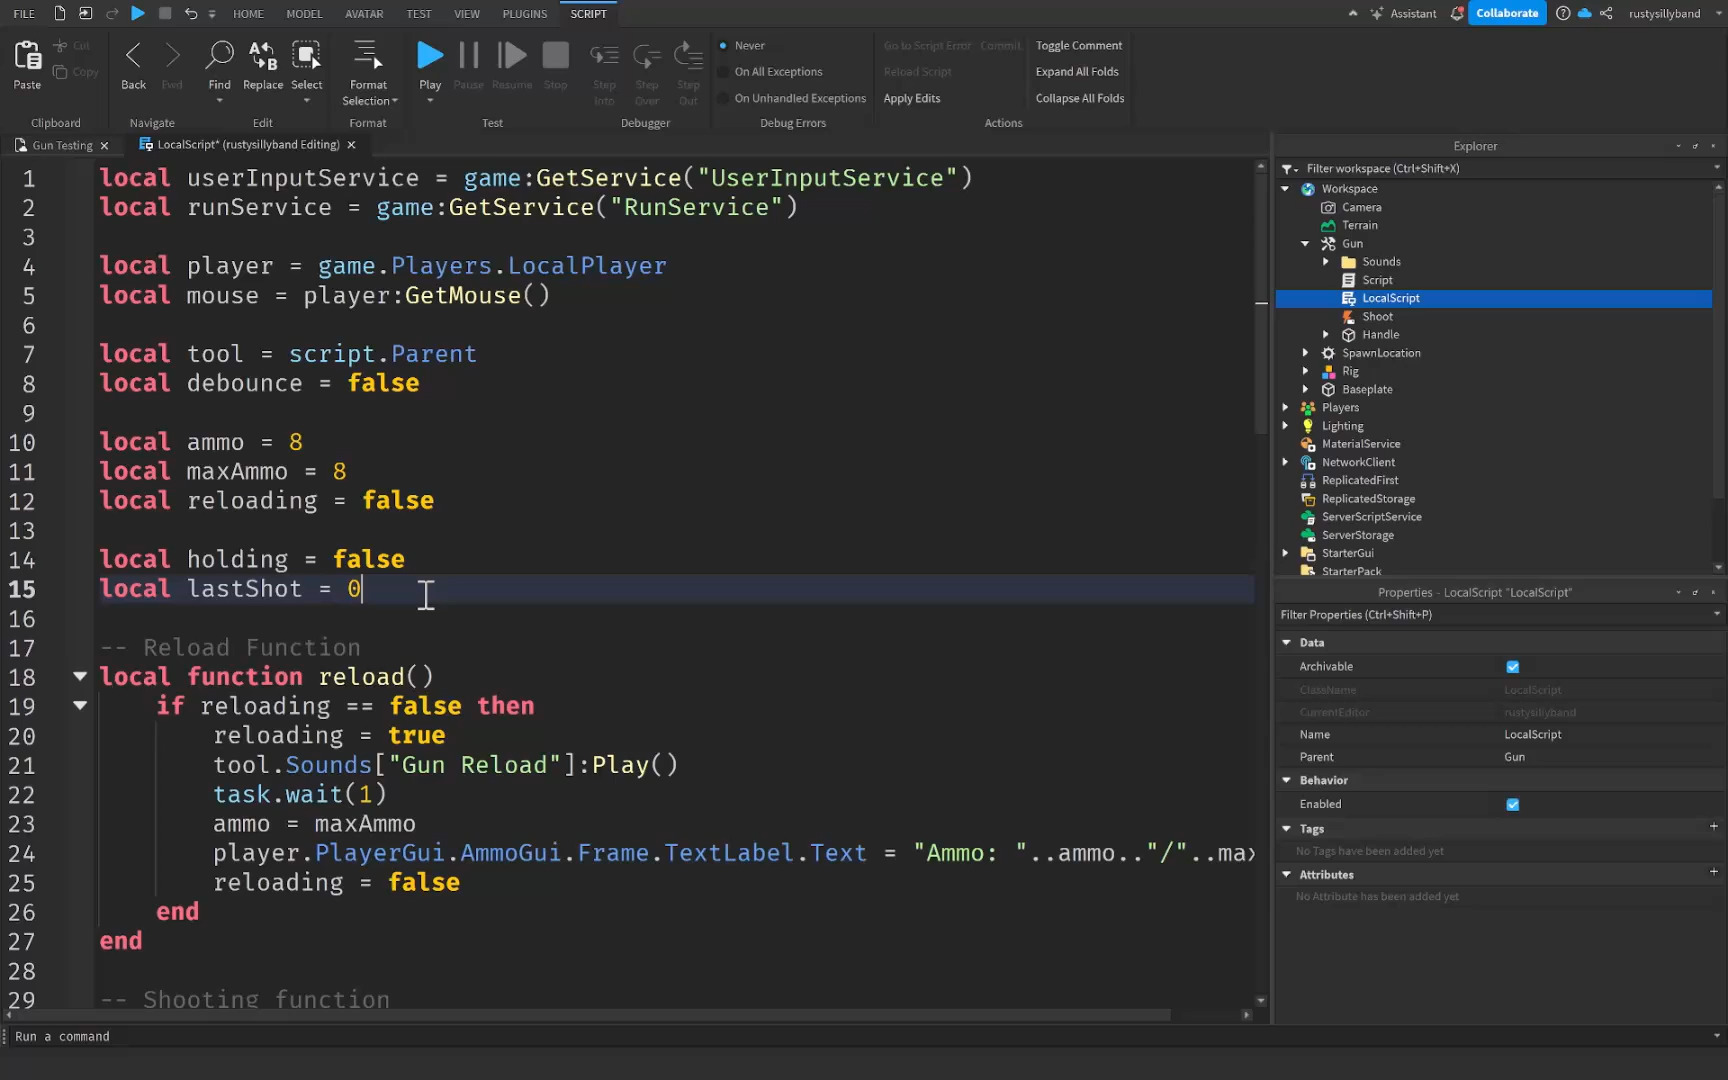 FILE HOME MODEL AVATAR TEST VIEW PLUGINS SCRIPT Assistant Collaborate rustysillyband
Paste Cut Copy
Back Fwd Find Replace Select Format Selection Play Pause Resume Stop Step Into Step Over Step Out
Never
On All Exceptions
On Unhandled Exceptions
Go to Script Error Commit
Reload Script
Apply Edits
Toggle Comment
Expand All Folds
Collapse All Folds
Clipboard Navigate Edit Format Test Debugger Debug Errors Actions
Gun Testing LocalScript* (rustysillyband Editing)
1 local userInputService = game:GetService("UserInputService")
2 local runService = game:GetService("RunService")
3
4 local player = game.Players.LocalPlayer
5 local mouse = player:GetMouse()
6
7 local tool = script.Parent
8 local debounce = false
9
10 local ammo = 8
11 local maxAmmo = 8
12 local reloading = false
13
14 local holding = false
15 local lastShot = 0
16
17 -- Reload Function
18 local function reload()
19 if reloading == false then
20 reloading = true
21 tool.Sounds["Gun Reload"]:Play()
22 task.wait(1)
23 ammo = maxAmmo
24 player.PlayerGui.AmmoGui.Frame.TextLabel.Text = "Ammo: "..ammo.."/"..max
25 reloading = false
26 end
27 end
28
29 -- Shooting function
Run a command
Explorer
Filter workspace (Ctrl+Shift+X)
Workspace
Camera
Terrain
Gun
Sounds
Script
LocalScript
Shoot
Handle
SpawnLocation
Rig
Baseplate
Players
Lighting
MaterialService
NetworkClient
ReplicatedFirst
ReplicatedStorage
ServerScriptService
ServerStorage
StarterGui
StarterPack
Properties - LocalScript "LocalScript"
Filter Properties (Ctrl+Shift+P)
Data
Archivable
ClassName LocalScript
CurrentEditor rustysillyband
Name LocalScript
Parent Gun
Behavior
Enabled
Tags
No Tags have been added yet
Attributes
No Attribute has been added yet